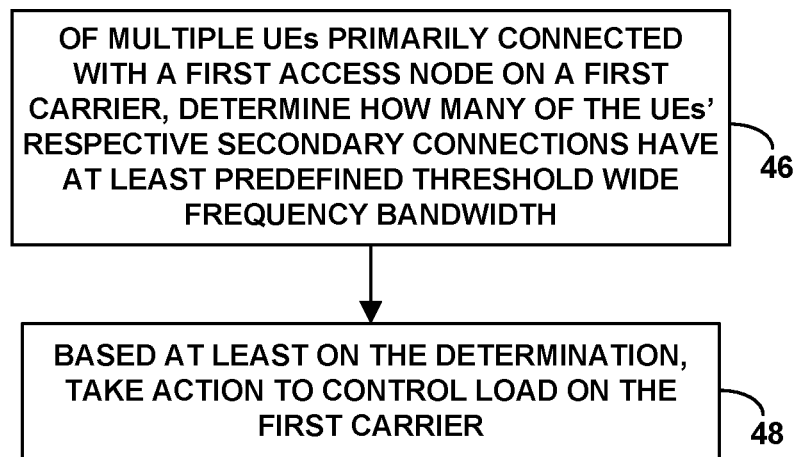 OF MULTIPLE UEs PRIMARILY CONNECTED
WITH A FIRST ACCESS NODE ON A FIRST
CARRIER, DETERMINE HOW MANY OF THE UEs'
RESPECTIVE SECONDARY CONNECTIONS HAVE
AT LEAST PREDEFINED THRESHOLD WIDE
FREQUENCY BANDWIDTH
46
BASED AT LEAST ON THE DETERMINATION,
TAKE ACTION TO CONTROL LOAD ON THE
FIRST CARRIER
48